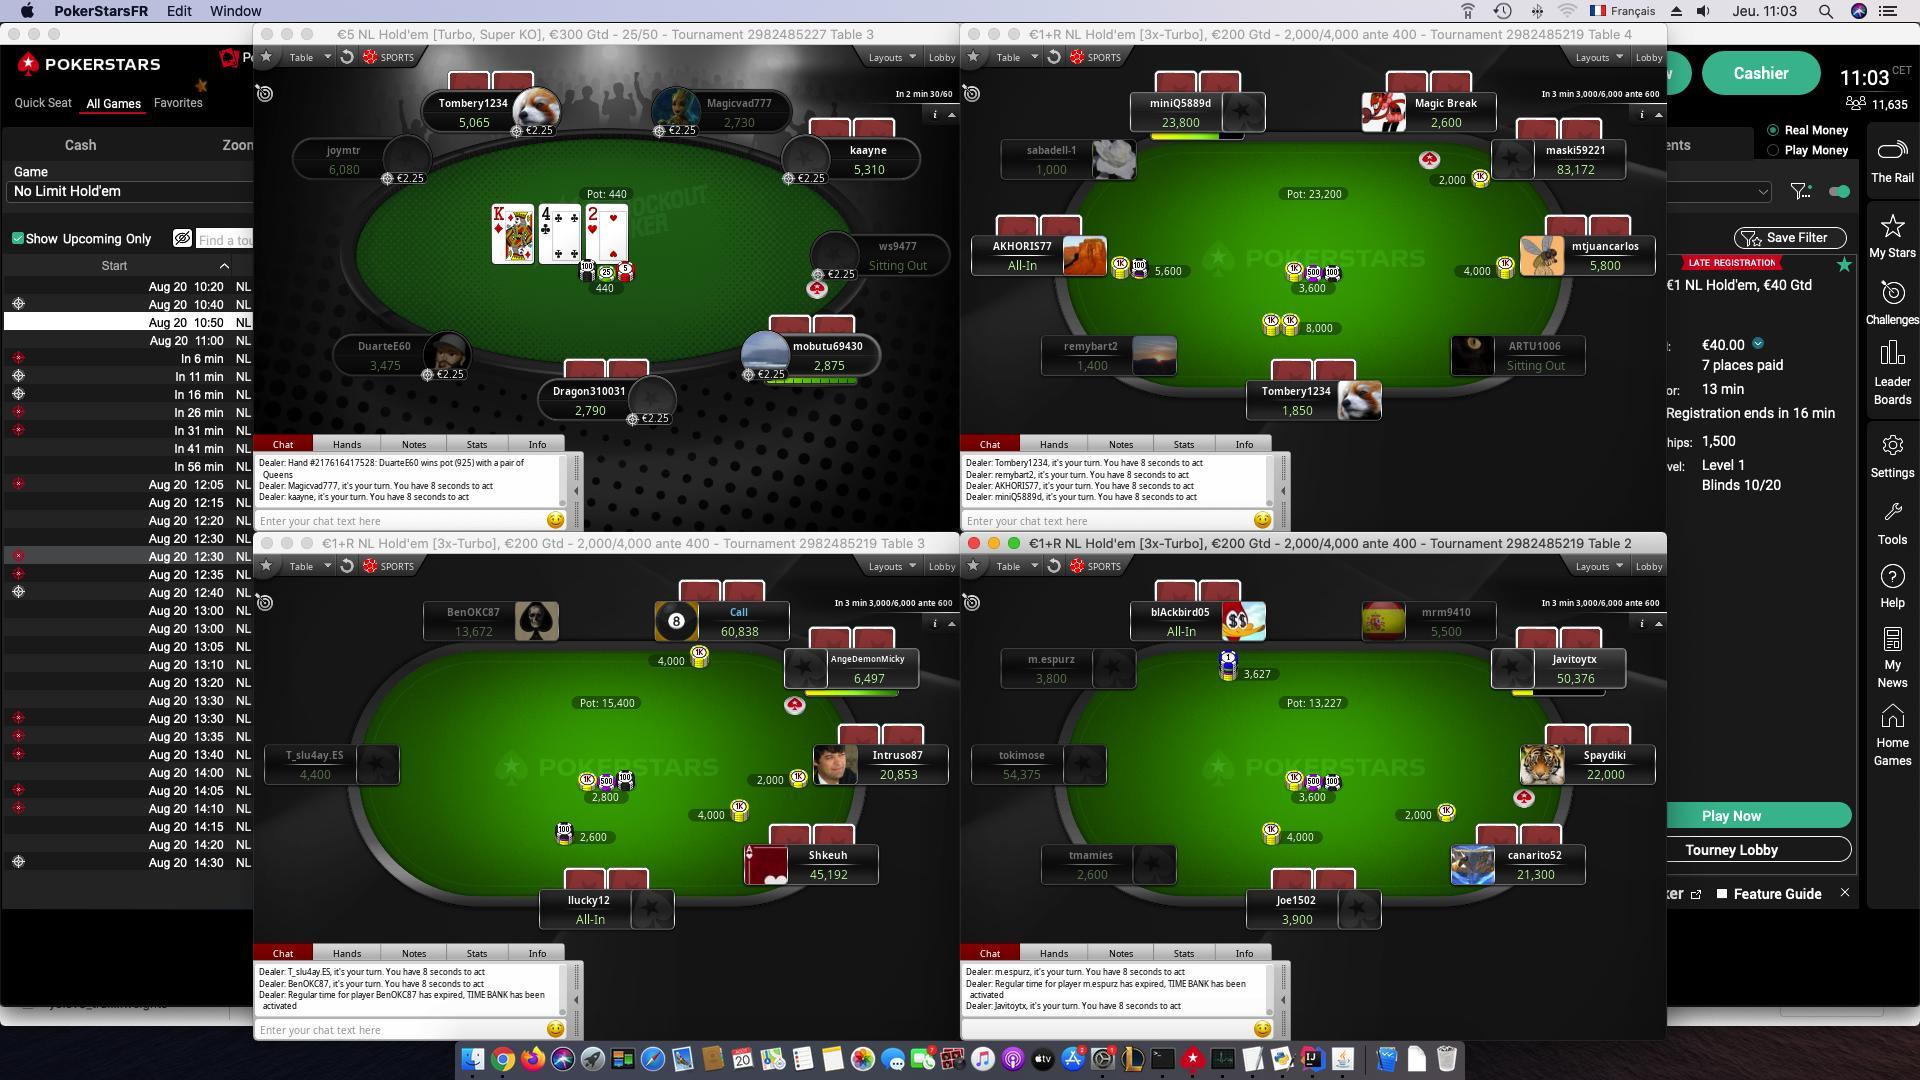 PokerStarsFR Edit Window
Français Jeu. 11:03
POKERSTARS
Quick Seat All Games Favorites
Cash Zoon
Game
No Limit Hold'em
Show Upcoming Only
Find a tou
Start
Aug 20 10:20 NL
Aug 20 10:40 NL
Aug 20 10:50 NL
Aug 20 11:00 NL
In 6 min NL
In 11 min NL
In 16 min NL
In 26 min NL
In 31 min NL
In 41 min NL
In 56 min NL
Aug 20 12:05 NL
Aug 20 12:15 NL
Aug 20 12:20 NL
Aug 20 12:30 NL
Aug 20 12:30 NL
Aug 20 12:35 NL
Aug 20 12:40 NL
Aug 20 13:00 NL
Aug 20 13:00 NL
Aug 20 13:05 NL
Aug 20 13:10 NL
Aug 20 13:20 NL
Aug 20 13:30 NL
Aug 20 13:30 NL
Aug 20 13:35 NL
Aug 20 13:40 NL
Aug 20 14:00 NL
Aug 20 14:05 NL
Aug 20 14:10 NL
Aug 20 14:15 NL
Aug 20 14:20 NL
Aug 20 14:30 NL
€5 NL Hold'em [Turbo, Super KO], €300 Gtd - 25/50 - Tournament 2982485227 Table 3
Table SPORTS Layouts Lobby
In 2 min 30/60
Tombery1234
5,065
€2.25
Magicvad777
2,730
€2.25
joymtr
6,080
€2.25
kaayne
5,310
€2.25
Pot: 440
K 4 2
100 25 5
440
ws9477
Sitting Out
€2.25
DuarteE60
3,475
€2.25
mobutu69430
2,875
€2.25
Dragon310031
2,790
€2.25
Chat Hands Notes Stats Info
Dealer: Hand #217616417528: DuarteE60 wins pot (925) with a pair of
Queens
Dealer: Magicvad777, it's your turn. You have 8 seconds to act
Dealer: kaayne, it's your turn. You have 8 seconds to act
Enter your chat text here
€1+R NL Hold'em [3x-Turbo], €200 Gtd - 2,000/4,000 ante 400 - Tournament 2982485219 Table 4
Table SPORTS Layouts Lobby
In 3 min 3,000/6,000 ante 600
miniQ5889d
23,800
Magic Break
2,600
sabadell-1
1,000
maski59221
83,172
2,000
Pot: 23,200
AKHORIS77
All-In
5,600
POKERSTARS
3,600
4,000
mtjuancarlos
5,800
8,000
remybart2
1,400
ARTU1006
Sitting Out
Tombery1234
1,850
Chat Hands Notes Stats Info
Dealer: Tombery1234, it's your turn. You have 8 seconds to act
Dealer: remybart2, it's your turn. You have 8 seconds to act
Dealer: AKHORIS77, it's your turn. You have 8 seconds to act
Dealer: miniQ5889d, it's your turn. You have 8 seconds to act
Enter your chat text here
€1+R NL Hold'em [3x-Turbo], €200 Gtd - 2,000/4,000 ante 400 - Tournament 2982485219 Table 3
Table SPORTS Layouts Lobby
In 3 min 3,000/6,000 ante 600
BenOKC87
13,672
Call
60,838
4,000
AngeDemonMicky
6,497
Pot: 15,400
T_slu4ay.ES
4,400
POKERSTARS
2,800
2,000
Intruso87
20,853
4,000
2,600
Shkeuh
45,192
llucky12
All-In
Chat Hands Notes Stats Info
Dealer: T_slu4ay.ES, it's your turn. You have 8 seconds to act
Dealer: BenOKC87, it's your turn. You have 8 seconds to act
Dealer: Regular time for player BenOKC87 has expired, TIME BANK has been
activated
Enter your chat text here
€1+R NL Hold'em [3x-Turbo], €200 Gtd - 2,000/4,000 ante 400 - Tournament 2982485219 Table 2
Table SPORTS Layouts Lobby
In 3 min 3,000/6,000 ante 600
blAckbird05
All-In
3,627
mrm9410
5,500
m.espurz
3,800
Javitoytx
50,376
Pot: 13,227
tokimose
54,375
POKERSTARS
3,600
Spaydiki
22,000
2,000
4,000
tmamies
2,600
canarito52
21,300
Joe1502
3,900
Chat Hands Notes Stats Info
Dealer: m.espurz, it's your turn. You have 8 seconds to act
Dealer: Regular time for player m.espurz has expired, TIME BANK has been
activated
Dealer: Javitoytx, it's your turn. You have 8 seconds to act
Cashier
11:03 CET
11,635
Real Money
Play Money
ents
Save Filter
LATE REGISTRATION
€1 NL Hold'em, €40 Gtd
€40.00
7 places paid
or: 13 min
Registration ends in 16 min
hips: 1,500
vel: Level 1
Blinds 10/20
Play Now
Tourney Lobby
ker Feature Guide
The Rail
My Stars
Challenges
Leader
Boards
Settings
Tools
Help
My
News
Home
Games